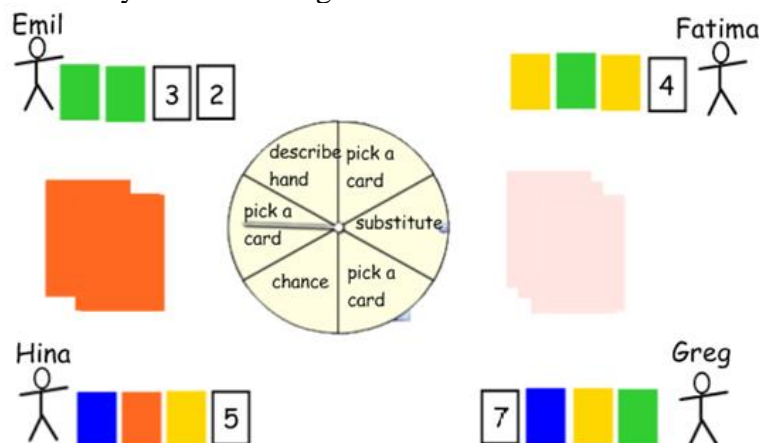 Emil
Fatima
3 2
4
describe hand
pick a card
pick a card
substitute
chance
pick a card
Hina
Greg
5
7